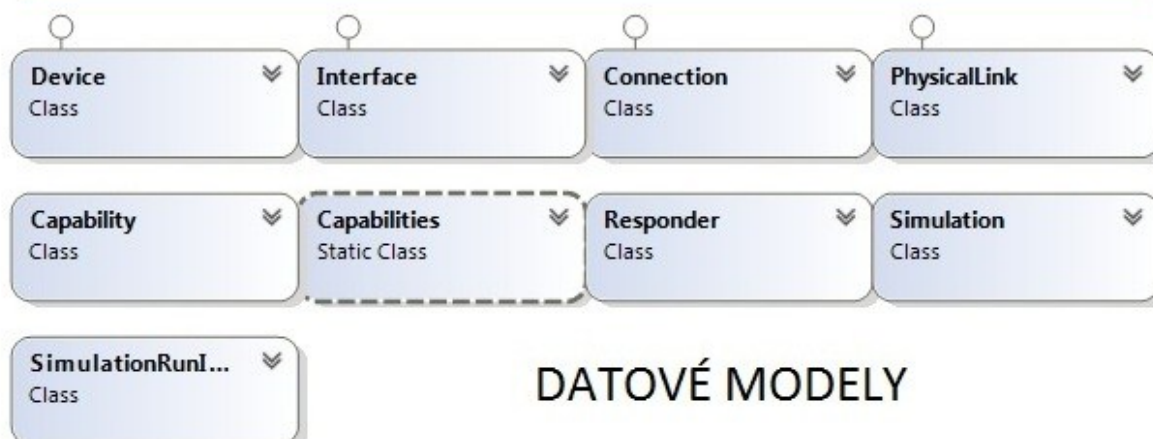 Device
Class
Interface
Class
Connection
Class
PhysicalLink
Class
Capability
Class
Capabilities
Static Class
Responder
Class
Simulation
Class
SimulationRunI...
Class
DATOVÉ MODELY